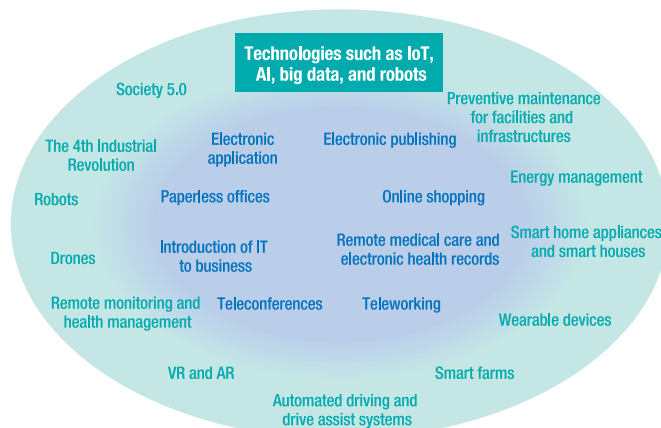 Technologies such as IoT,
AI, big data, and robots
Society 5.0
Preventive maintenance
for facilities and
infrastructures
The 4th Industrial
Revolution
Electronic
application
Electronic publishing
Energy management
Robots
Paperless offices
Online shopping
Smart home appliances
and smart houses
Drones
Introduction of IT
to business
Remote medical care and
electronic health records
Remote monitoring and
health management
Teleconferences
Teleworking
Wearable devices
VR and AR
Smart farms
Automated driving and
drive assist systems